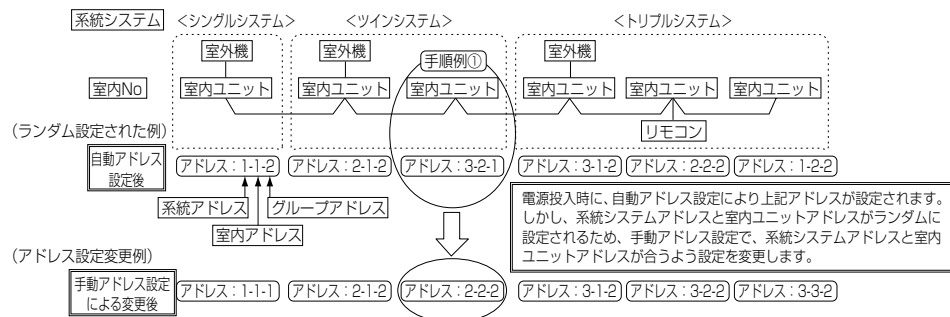 系統システム
<シングルシステム>
<ツインシステム>
<トリプルシステム>
室外機
室外機
手順例①
室外機
室内No
室内ユニット
室内ユニット
室内ユニット
室内ユニット
室内ユニット
室内ユニット
リモコン
(ランダム設定された例)
自動アドレス
設定後
アドレス:1-1-2
アドレス:2-1-2
アドレス:3-2-1
アドレス:3-1-2
アドレス:2-2-2
アドレス:1-2-2
系統アドレス
グループアドレス
室内アドレス
電源投入時に、自動アドレス設定により上記アドレスが設定されます。
しかし、系統システムアドレスと室内ユニットアドレスがランダムに
設定されるため、手動アドレス設定で、系統システムアドレスと室内
ユニットアドレスが合うよう設定を変更します。
(アドレス設定変更例)
手動アドレス設定
による変更後
アドレス:1-1-1
アドレス:2-1-2
アドレス:2-2-2
アドレス:3-1-2
アドレス:3-2-2
アドレス:3-3-2